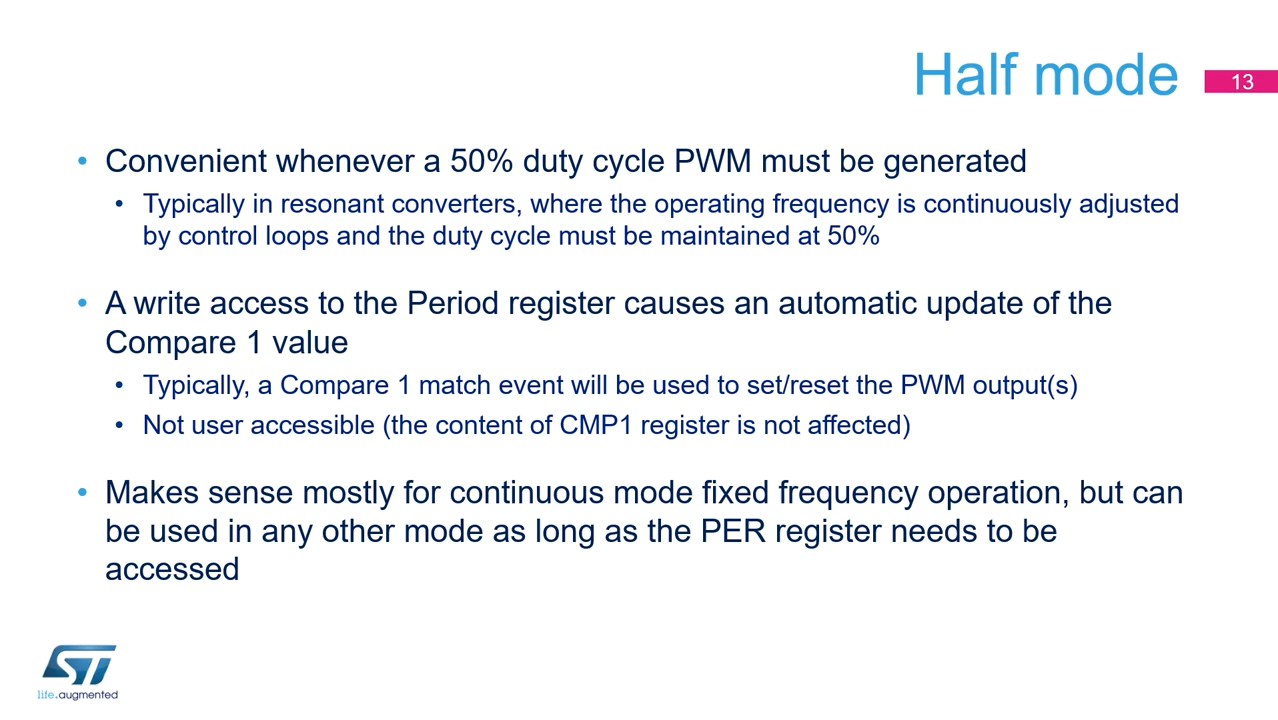 Half mode
13
• Convenient whenever a 50% duty cycle PWM must be generated
• Typically in resonant converters, where the operating frequency is continuously adjusted
by control loops and the duty cycle must be maintained at 50%
• A write access to the Period register causes an automatic update of the
Compare 1 value
• Typically, a Compare 1 match event will be used to set/reset the PWM output(s)
• Not user accessible (the content of CMP1 register is not affected)
• Makes sense mostly for continuous mode fixed frequency operation, but can
be used in any other mode as long as the PER register needs to be
accessed
ST
life.augmented